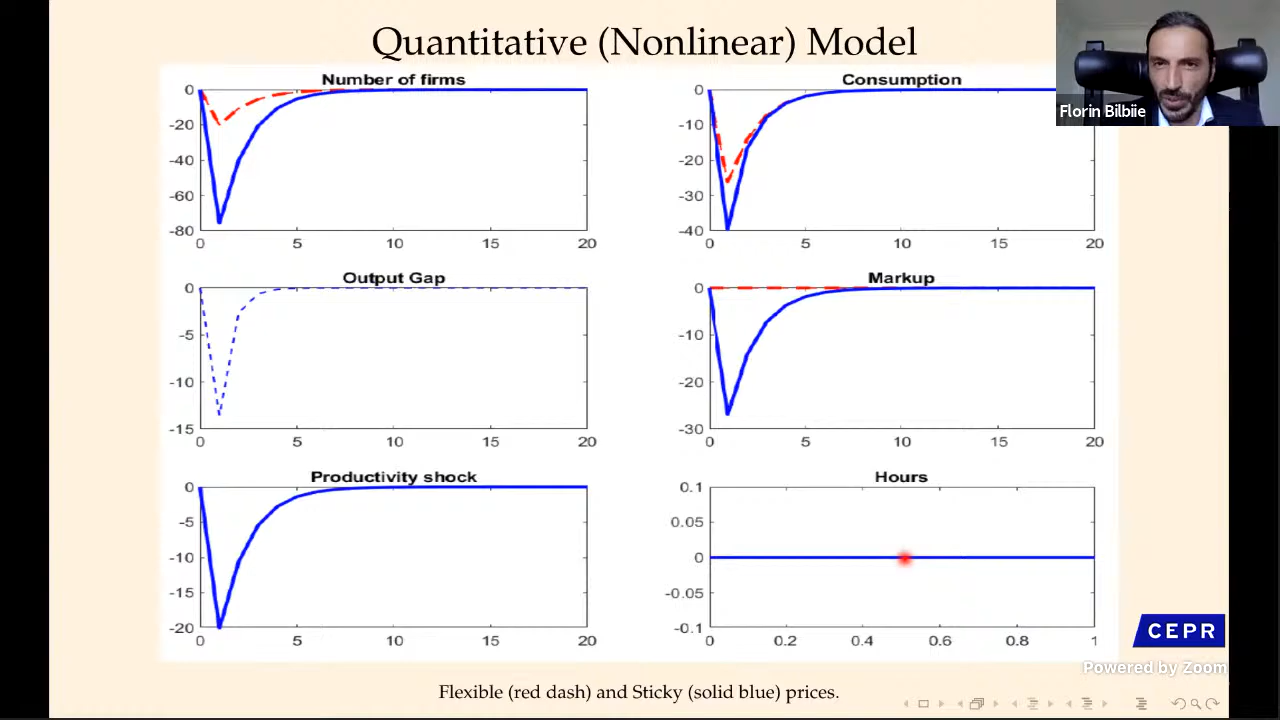 Quantitative (Nonlinear) Model
Florin Bilbiie
Number of firms
0
-20
-40
-60
-80
0 5 10 15 20
Consumption
0
-10
-20
-30
-40
0 5 10 15 20
Output Gap
0
-5
-10
-15
0 5 10 15 20
Markup
0
-10
-20
-30
0 5 10 15 20
Productivity shock
0
-5
-10
-15
-20
0 5 10 15 20
Hours
0.1
0.05
0
-0.05
-0.1
0 0.2 0.4 0.6 0.8 1
CEPR
Powered by Zoom
Flexible (red dash) and Sticky (solid blue) prices.